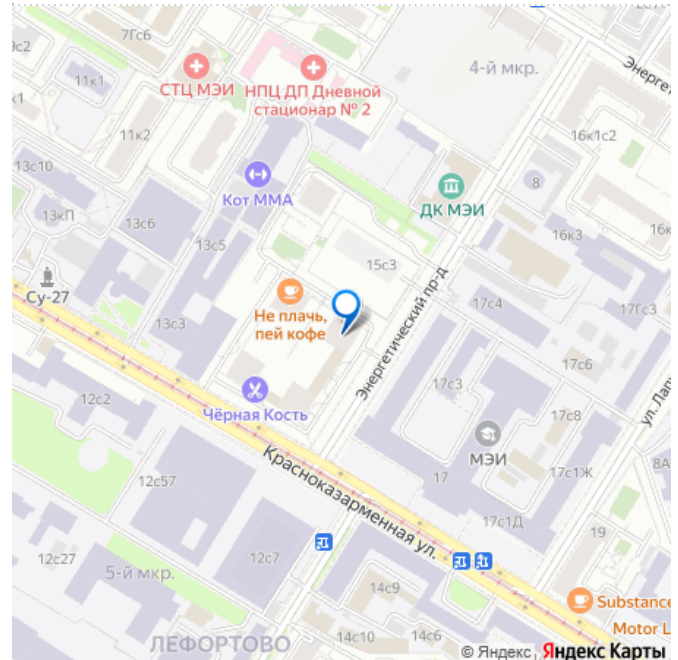 7Гс6
9с2
11к1
к1
СТЦ МЭИ
НПЦ ДП Дневной
стационар № 2
4-й мкр.
11к2
16к1с2
13с10
Кот ММА
ДК МЭИ
8
13кП
13с6
13с5
16к3
16к
15с3
Су-27
Не плачь,
пей кофе
Энергетический пр-д
17с4
17Гс3
13с3
17с6
Чёрная Кость
17с3
12с2
17с8
МЭИ
8А
Красноказарменная ул.
17
17с1Ж
12с57
17с1Д
19
12с7
12с27
5-й мкр.
14с9
Substance
Motor L
ЛЕФОРТОВО
14с10
14с6
© Яндекс
Яндекс Карты